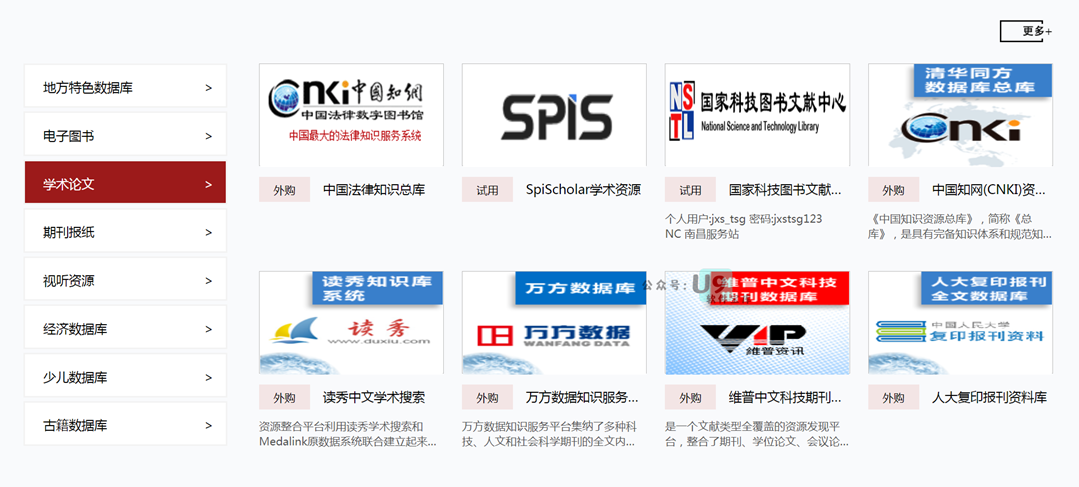 更多+
地方特色数据库 >
电子图书 >
学术论文 >
期刊报纸 >
视听资源 >
经济数据库 >
少儿数据库 >
古籍数据库 >
cnki中国知网
中国法律数字图书馆
中国最大的法律知识服务系统
外购 中国法律知识总库
SPIS
试用 SpiScholar学术资源
NSTL
国家科技图书文献中心
National Science and Technology Library
试用 国家科技图书文献...
个人用户:jxs_tsg 密码:jxstsg123
NC 南昌服务站
清华同方
数据库总库
cnki
外购 中国知网(CNKI)资...
《中国知识资源总库》，简称《总
库》，是具有完备知识体系和规范知...
读秀知识库
系统
读秀
www.duxiu.com
外购 读秀中文学术搜索
资源整合平台利用读秀学术搜索和
Medalink原数据系统联合建立起来...
万方数据库
万方数据
WANFANG DATA
外购 万方数据知识服务...
万方数据知识服务平台集纳了多种科
技、人文和社会科学期刊的全文内...
公众号:U9
软件
维普中文科技
期刊数据库
VIP
维普资讯
外购 维普中文科技期刊...
是一个文献类型全覆盖的资源发现平
台，整合了期刊、学位论文、会议论...
人大复印报刊
全文数据库
中国人民大学
复印报刊资料
外购 人大复印报刊资料库